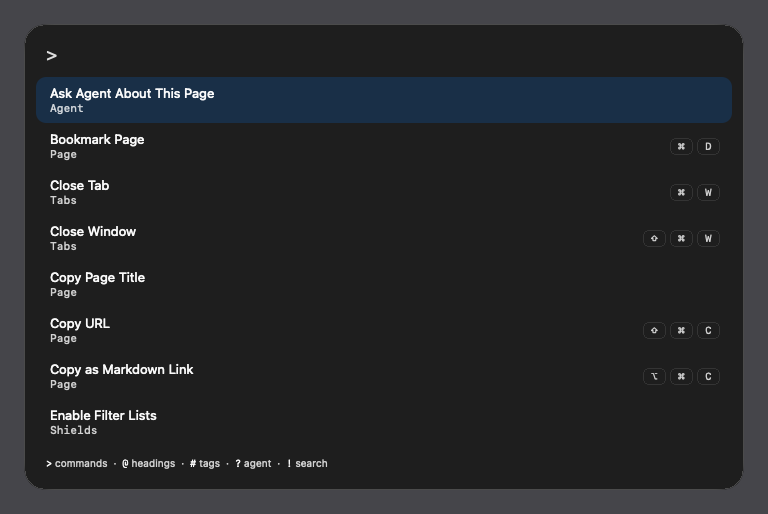 >
Ask Agent About This Page
Agent
Bookmark Page
Page
⌘ D
Close Tab
Tabs
⌘ W
Close Window
Tabs
⇧ ⌘ W
Copy Page Title
Page
Copy URL
Page
⇧ ⌘ C
Copy as Markdown Link
Page
⌥ ⌘ C
Enable Filter Lists
Shields
> commands · @ headings · # tags · ? agent · ! search